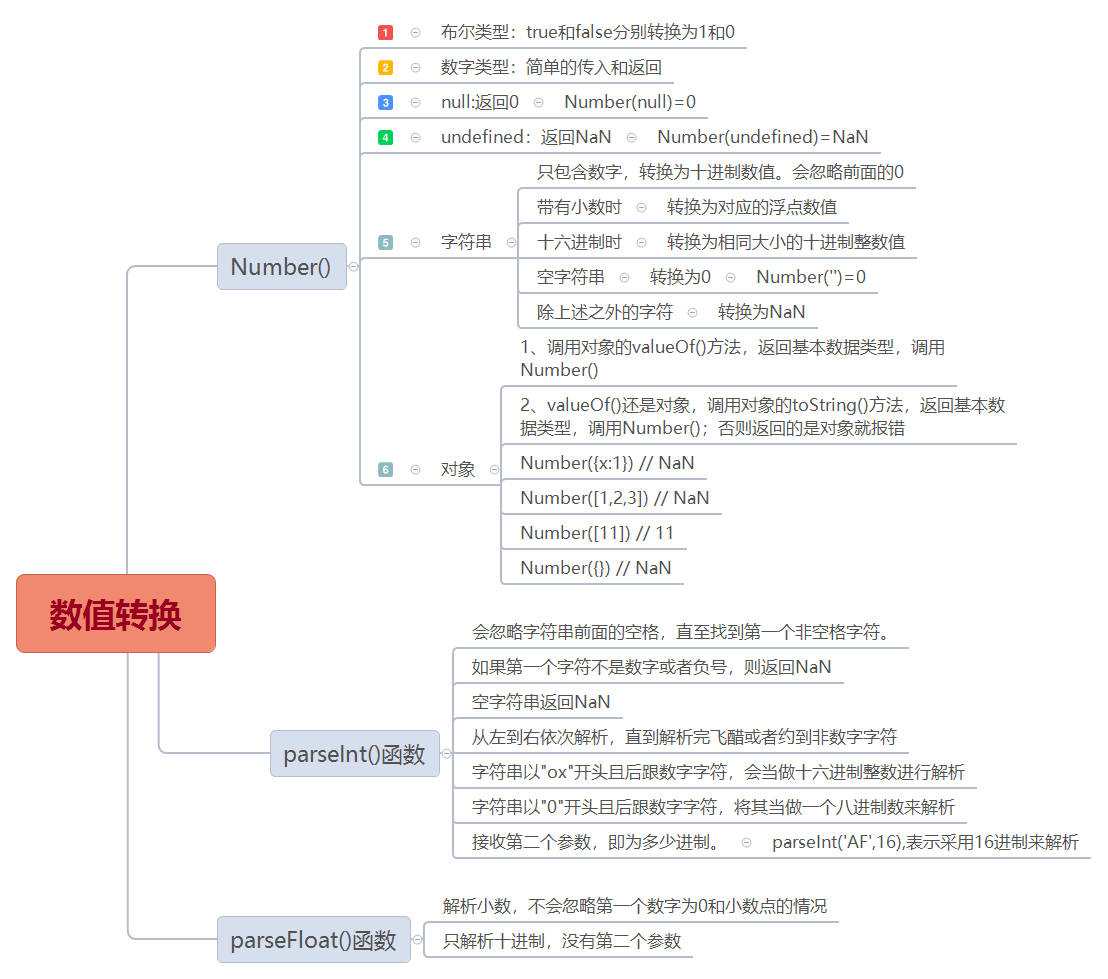 1 布尔类型：true和false分别转换为1和0
2 数字类型：简单的传入和返回
3 null:返回0 Number(null)=0
4 undefined：返回NaN Number(undefined)=NaN
只包含数字，转换为十进制数值。会忽略前面的0
带有小数时 转换为对应的浮点数值
5 字符串 十六进制时 转换为相同大小的十进制整数值
Number()
空字符串 转换为0 Number('')=0
除上述之外的字符 转换为NaN
1、调用对象的valueOf()方法，返回基本数据类型，调用
Number()
2、valueOf()还是对象，调用对象的toString()方法，返回基本数
据类型，调用Number()；否则返回的是对象就报错
6 对象
Number({x:1}) // NaN
Number([1,2,3]) // NaN
Number([11]) // 11
Number({}) // NaN
数值转换
会忽略字符串前面的空格，直至找到第一个非空格字符。
如果第一个字符不是数字或者负号，则返回NaN
空字符串返回NaN
从左到右依次解析，直到解析完飞醋或者约到非数字字符
parseInt()函数
字符串以"ox"开头且后跟数字字符，会当做十六进制整数进行解析
字符串以"0"开头且后跟数字字符，将其当做一个八进制数来解析
接收第二个参数，即为多少进制。 parseInt('AF',16),表示采用16进制来解析
解析小数，不会忽略第一个数字为0和小数点的情况
parseFloat()函数
只解析十进制，没有第二个参数